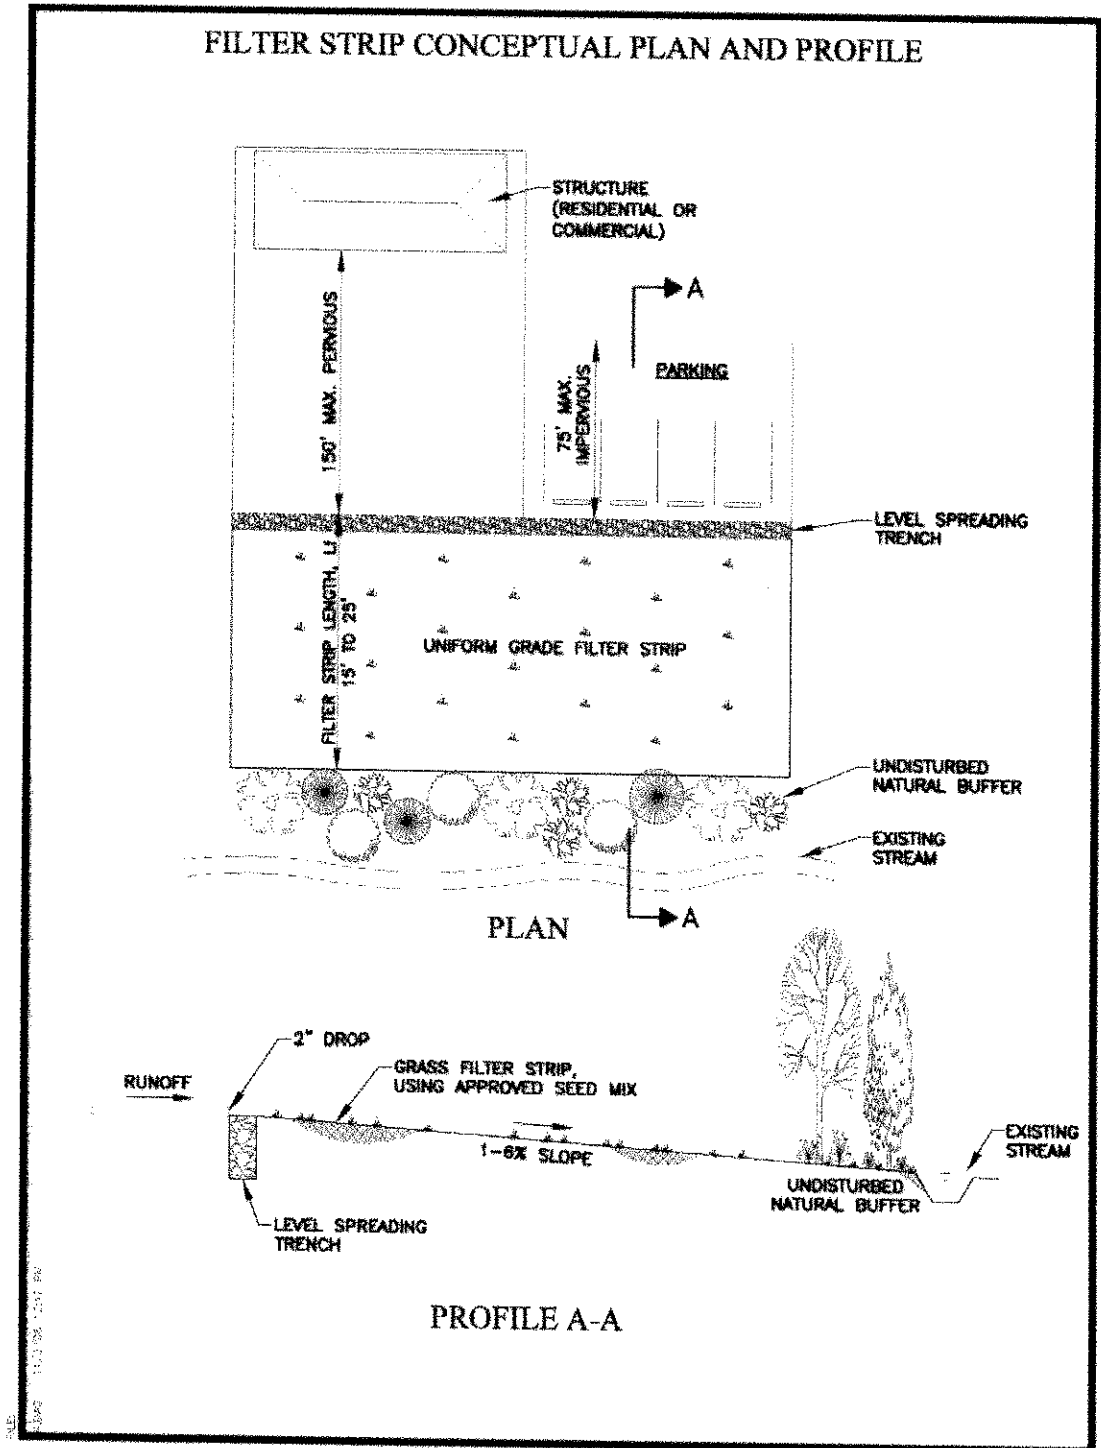 FILTER STRIP CONCEPTUAL PLAN AND PROFILE
STRUCTURE
(RESIDENTIAL OR
COMMERCIAL)
A
150' MAX. PERVIOUS
75' MAX.
IMPERVIOUS
PARKING
LEVEL SPREADING
TRENCH
FILTER STRIP LENGTH, Lf
15' TO 25'
UNIFORM GRADE FILTER STRIP
UNDISTURBED
NATURAL BUFFER
EXISTING
STREAM
A
PLAN
2" DROP
RUNOFF
GRASS FILTER STRIP,
USING APPROVED SEED MIX
1-6% SLOPE
EXISTING
STREAM
UNDISTURBED
NATURAL BUFFER
LEVEL SPREADING
TRENCH
PROFILE A-A